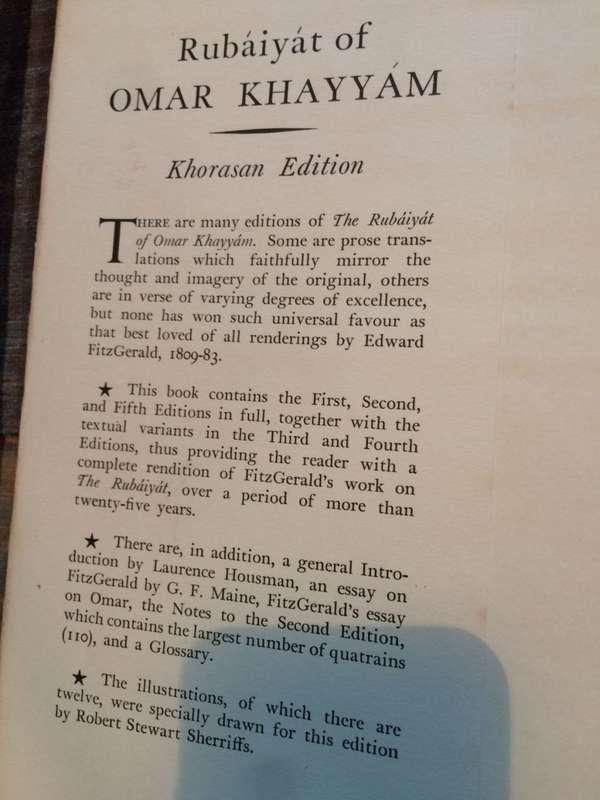 Rubáiyát of
OMAR KHAYYÁM
Khorasan Edition
THERE are many editions of The Rubáiyát
of Omar Khayyám. Some are prose trans-
lations which faithfully mirror the
thought and imagery of the original, others
are in verse of varying degrees of excellence,
but none has won such universal favour as
that best loved of all renderings by Edward
FitzGerald, 1809-83.
★ This book contains the First, Second,
and Fifth Editions in full, together with the
textual variants in the Third and Fourth
Editions, thus providing the reader with a
complete rendition of FitzGerald's work on
The Rubáiyát, over a period of more than
twenty-five years.
★ There are, in addition, a general Intro-
duction by Laurence Housman, an essay on
FitzGerald by G. F. Maine, FitzGerald's essay
on Omar, the Notes to the Second Edition,
which contains the largest number of quatrains
(110), and a Glossary.
★ The illustrations, of which there are
twelve, were specially drawn for this edition
by Robert Stewart Sherriffs.